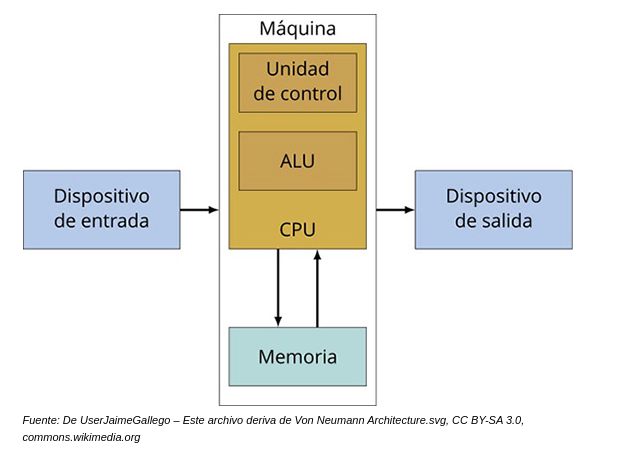 Máquina
Unidad
de control
ALU
CPU
Dispositivo
de entrada
Dispositivo
de salida
Memoria
Fuente: De UserJaimeGallego – Este archivo deriva de Von Neumann Architecture.svg, CC BY-SA 3.0,
commons.wikimedia.org